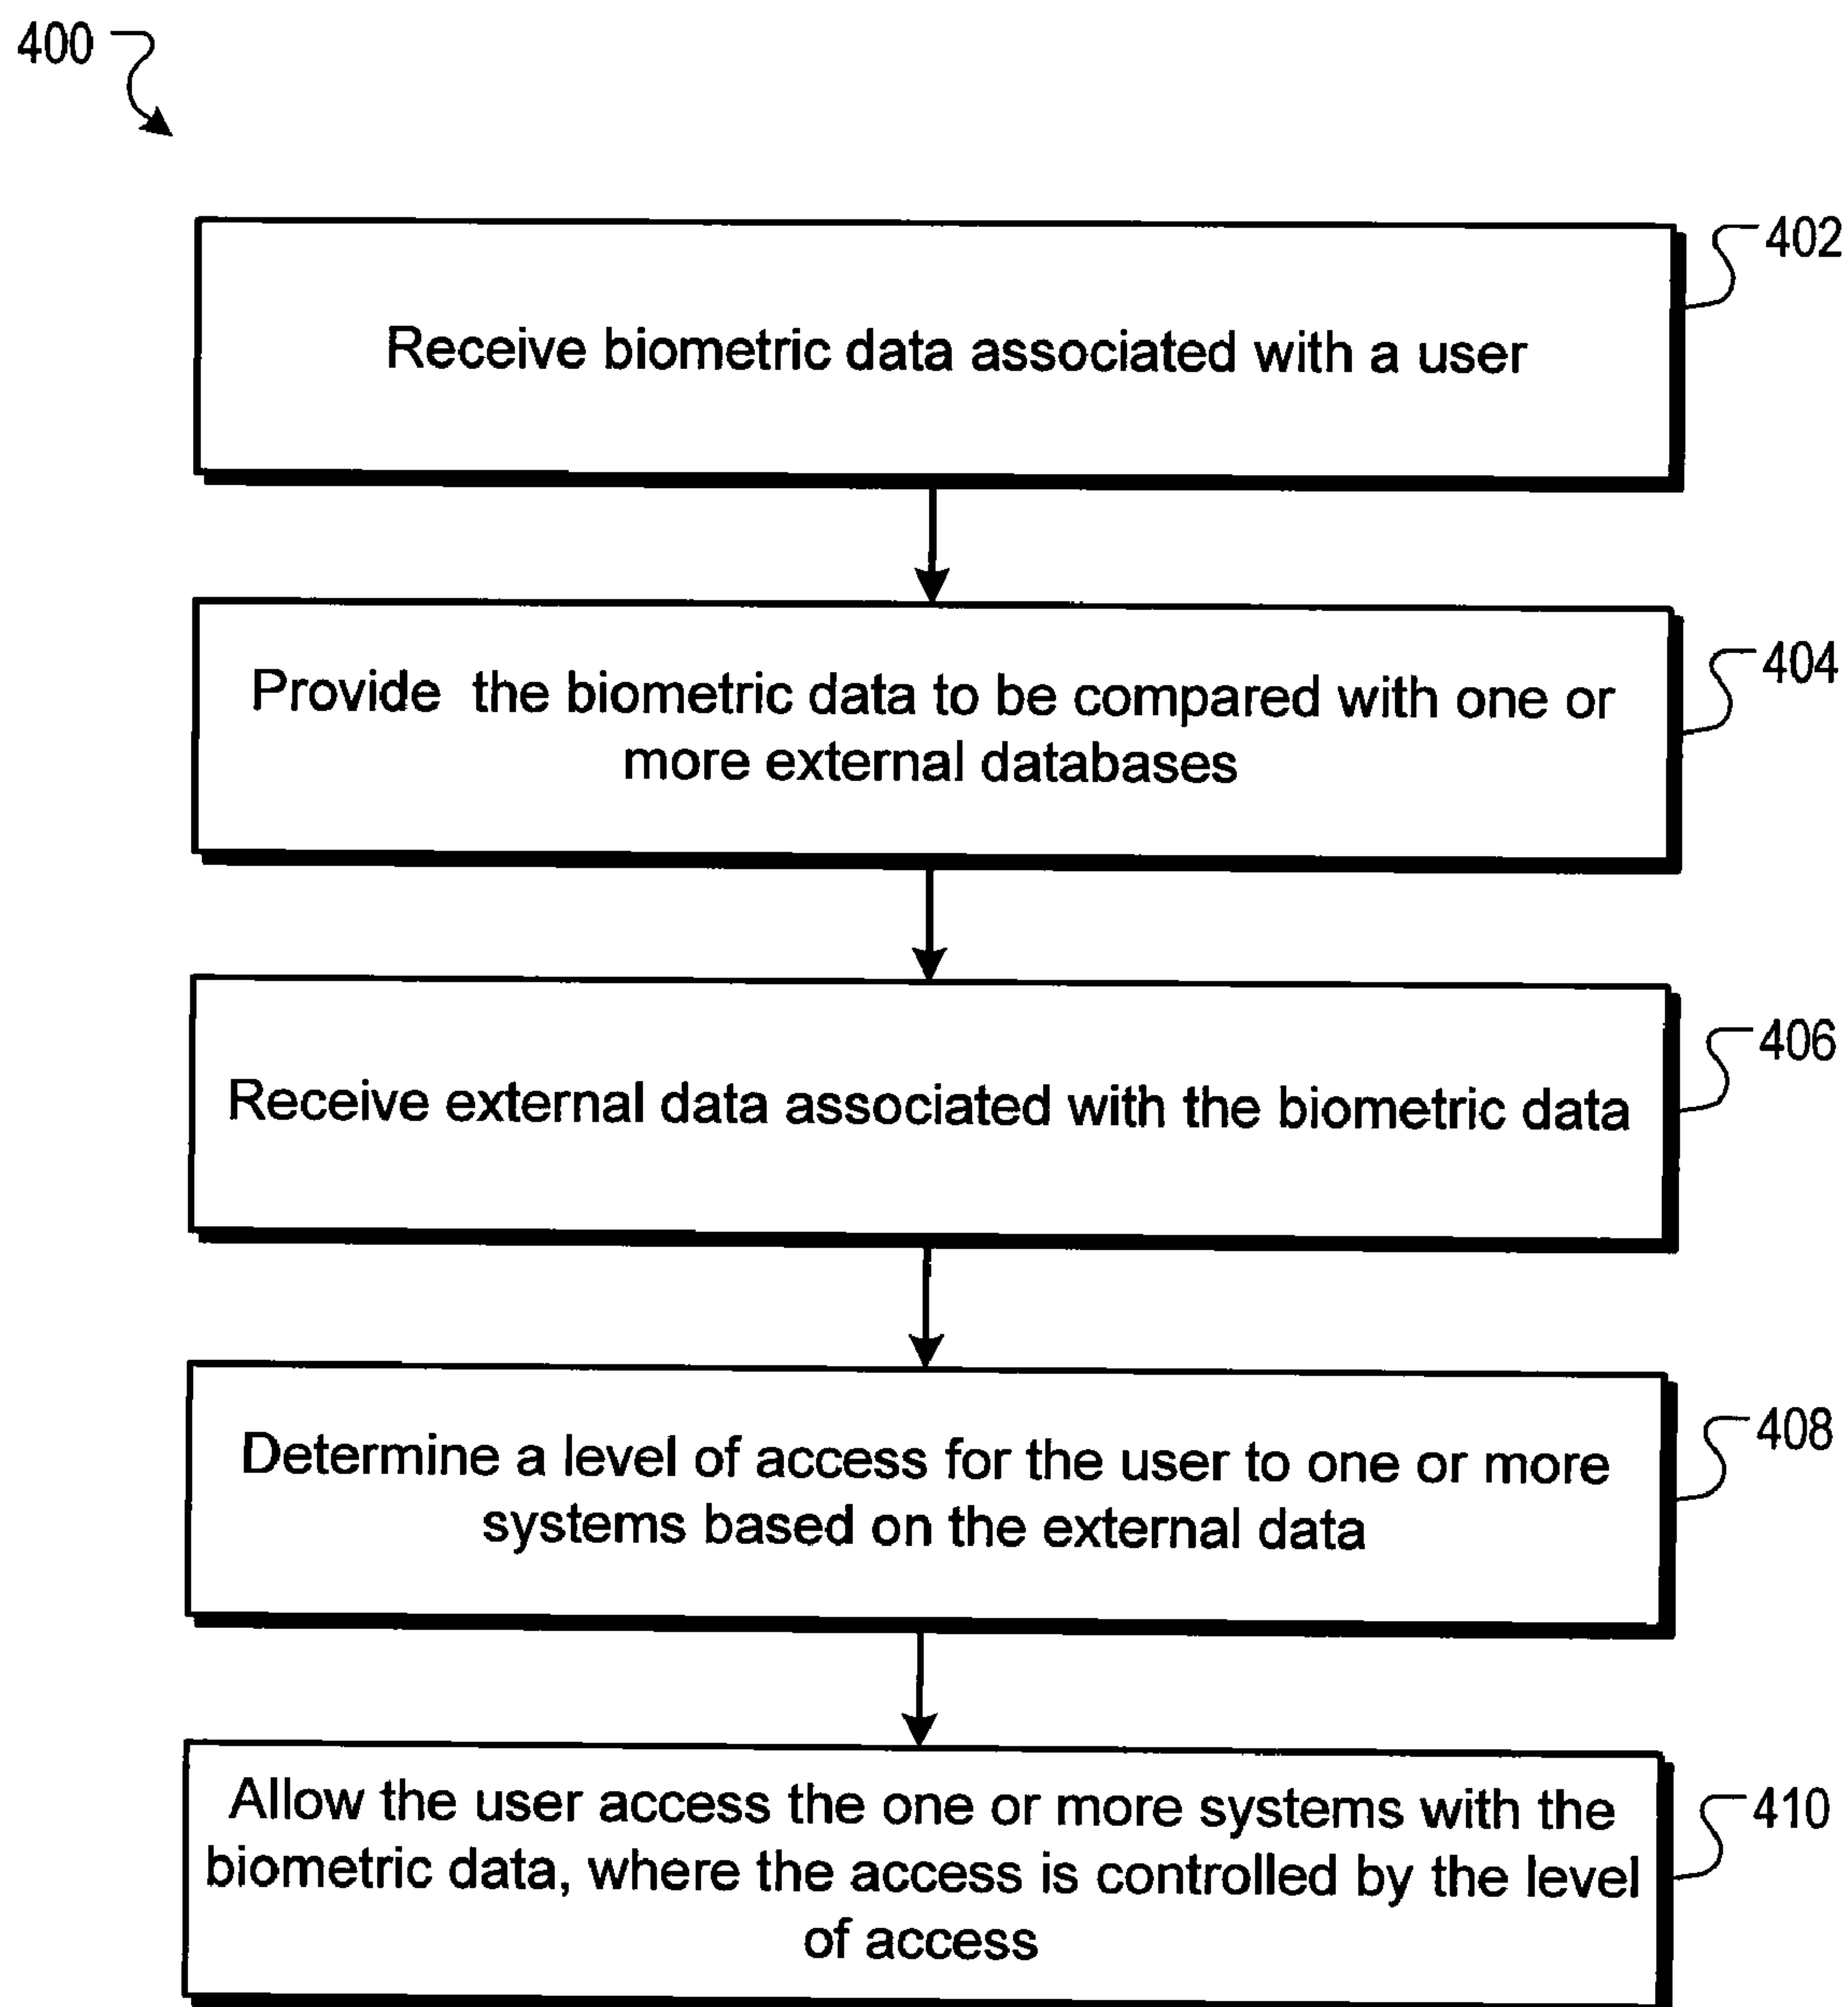 400
402
Receive biometric data associated with a user
404
Provide the biometric data to be compared with one or
more external databases
406
Receive external data associated with the biometric data
408
Determine a level of access for the user to one or more
systems based on the external data
410
Allow the user access the one or more systems with the
biometric data, where the access is controlled by the level
of access